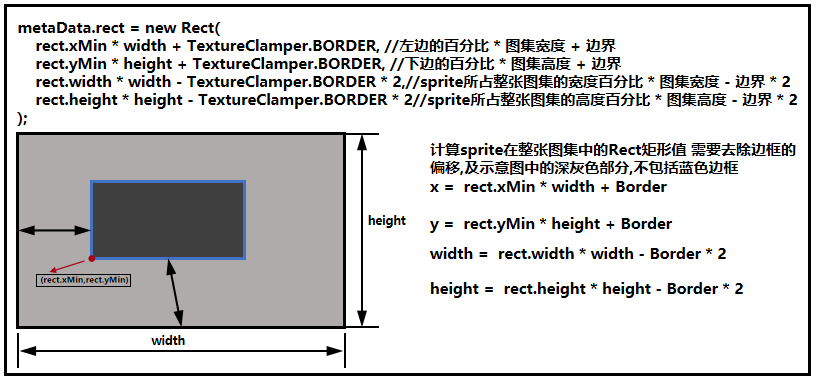 metaData.rect = new Rect(
rect.xMin * width + TextureClamper.BORDER, //左边的百分比 * 图集宽度 + 边界
rect.yMin * height + TextureClamper.BORDER, //下边的百分比 * 图集高度 + 边界
rect.width * width - TextureClamper.BORDER * 2,//sprite所占整张图集的宽度百分比 * 图集宽度 - 边界 * 2
rect.height * height - TextureClamper.BORDER * 2//sprite所占整张图集的高度百分比 * 图集高度 - 边界 * 2
);
计算sprite在整张图集中的Rect矩形值 需要去除边框的
偏移,及示意图中的深灰色部分,不包括蓝色边框
x = rect.xMin * width + Border
y = rect.yMin * height + Border
width = rect.width * width - Border * 2
height = rect.height * height - Border * 2
height
(rect.xMin,rect.yMin)
width